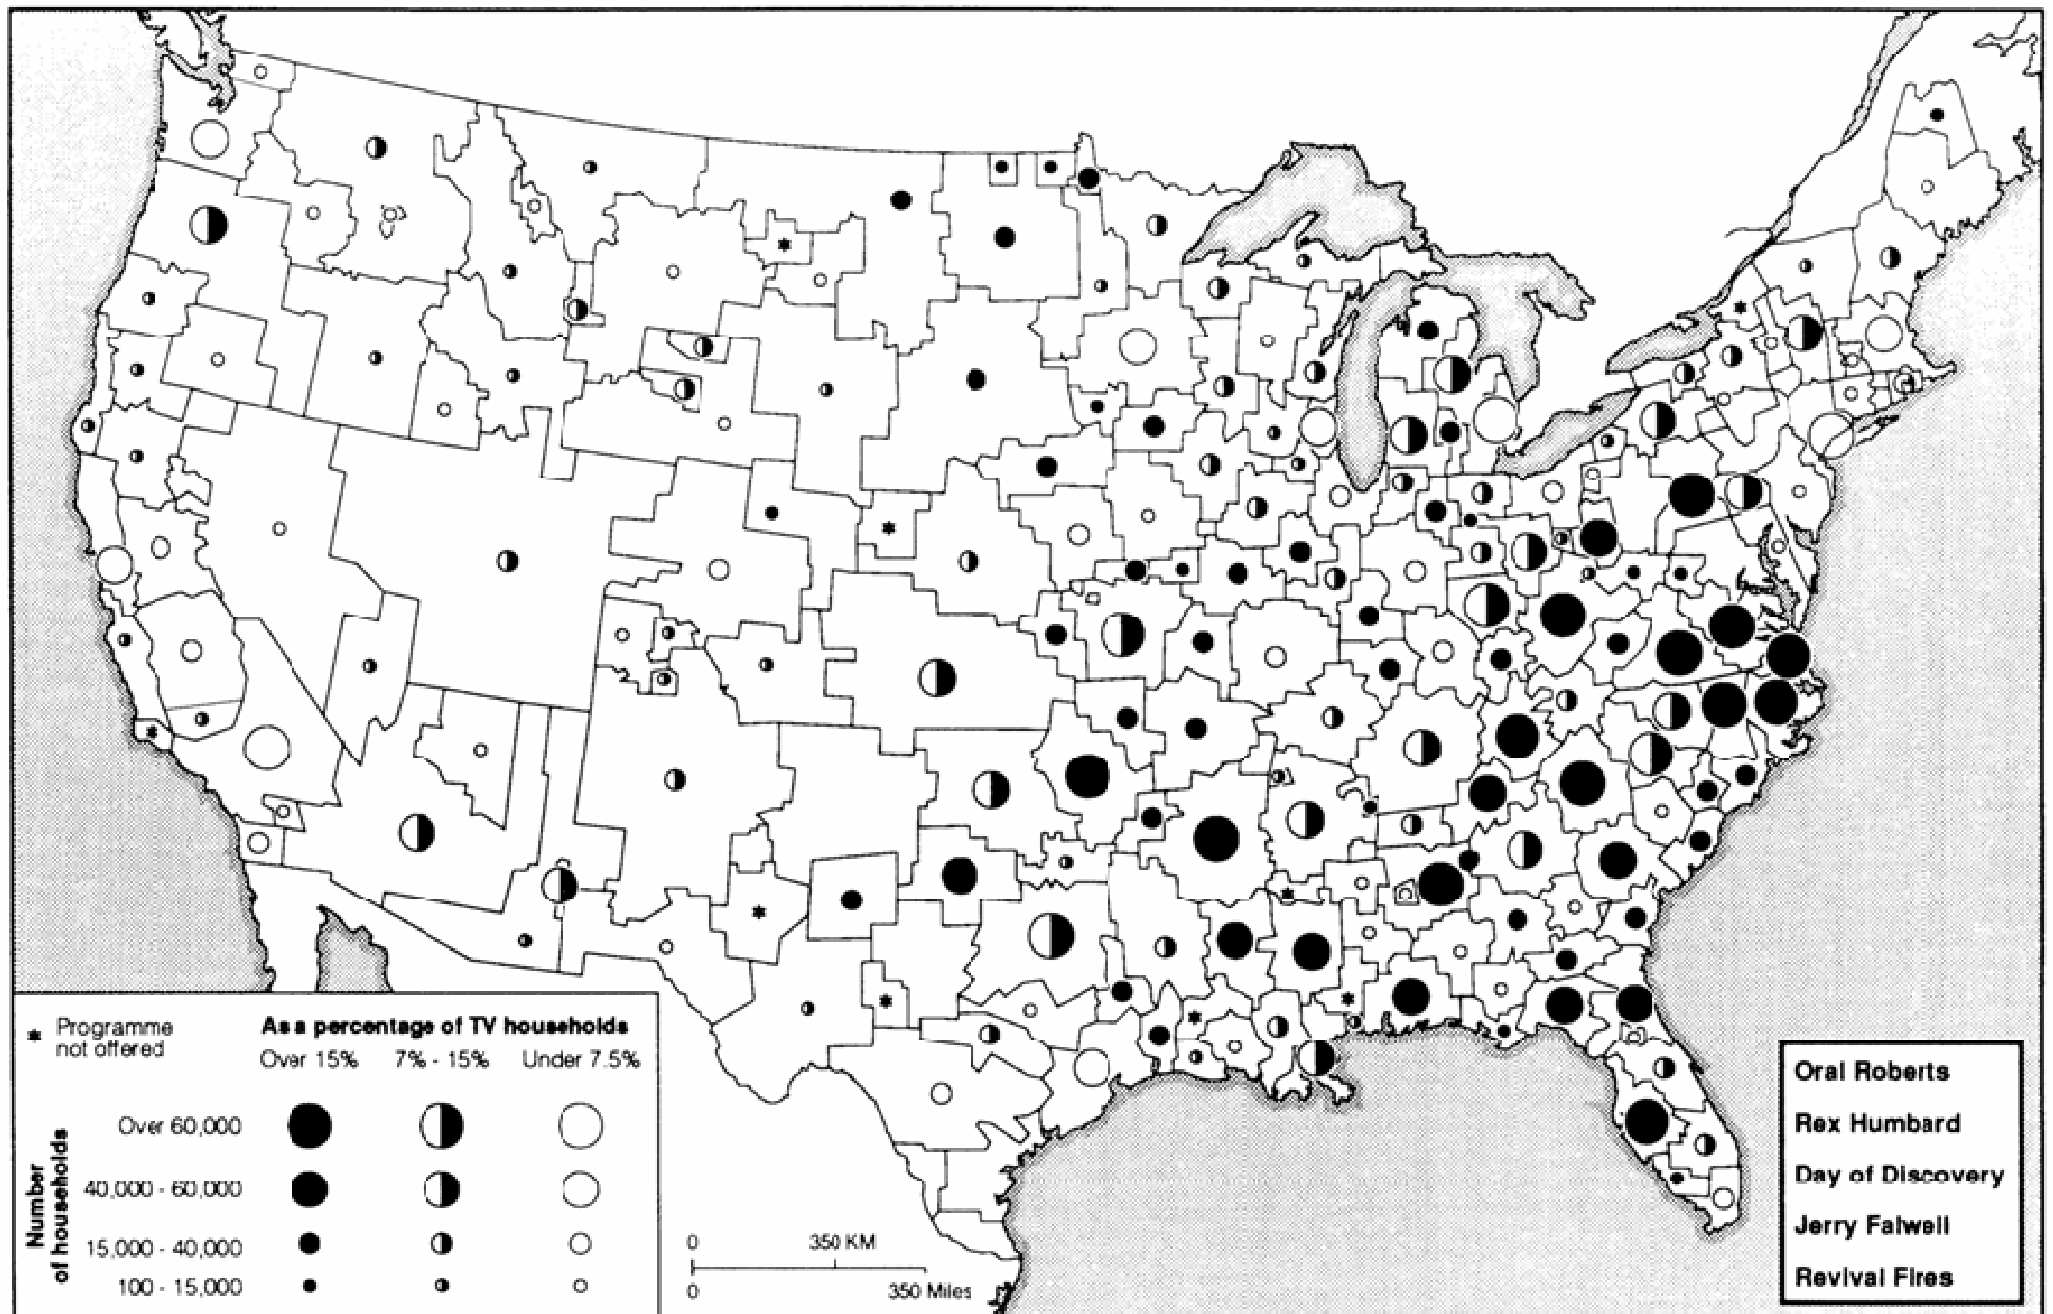 * Programme
not offered
As a percentage of TV households
Over 15% 7% - 15% Under 7.5%
Number
of households
Over 60,000
40,000 - 60,000
15,000 - 40,000
100 - 15,000
0 350 KM
0 350 Miles
Oral Roberts
Rex Humbard
Day of Discovery
Jerry Falwell
Revival Fires